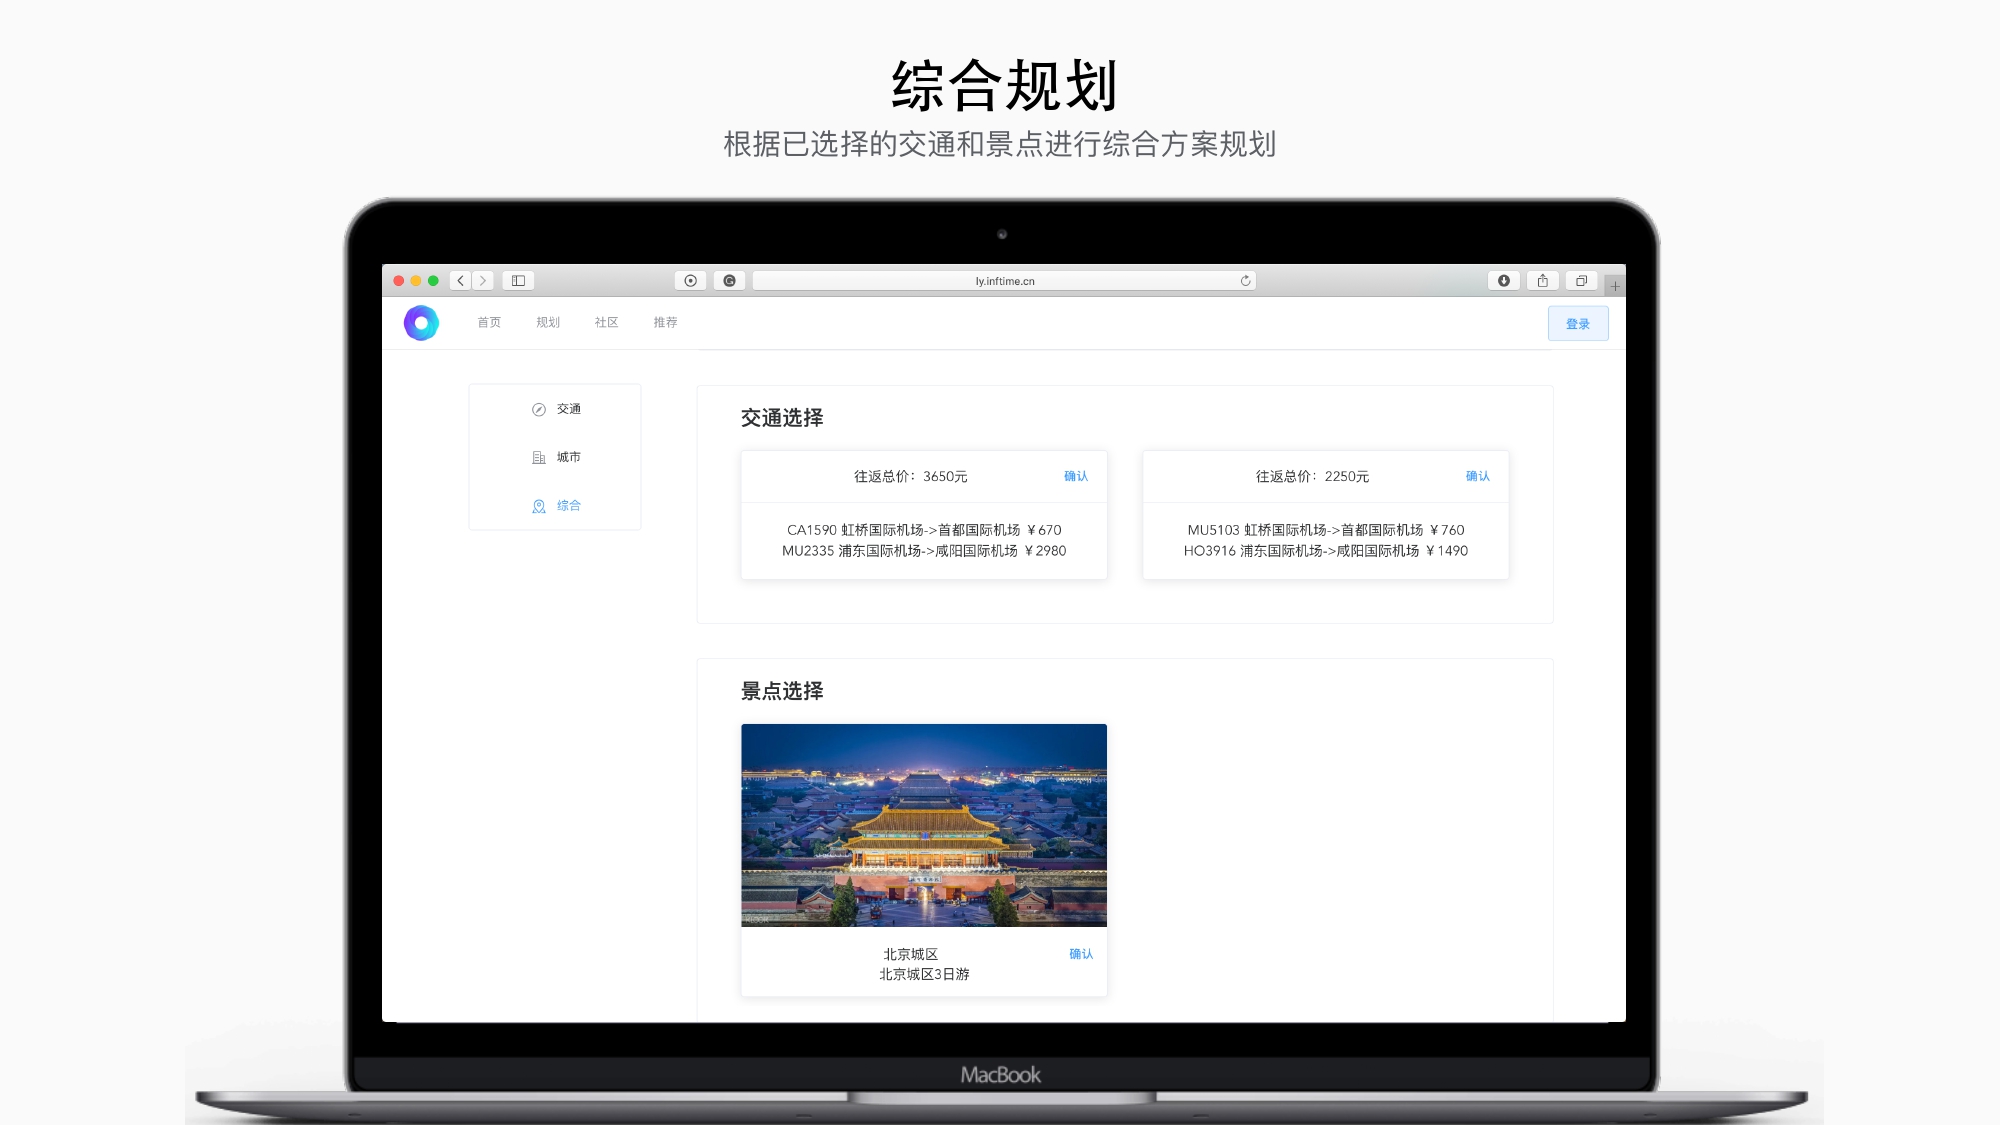 综合规划
根据已选择的交通和景点进行综合方案规划
ly.inftime.cn
首页 规划 社区 推荐 登录
交通
城市
综合
交通选择
往返总价：3650元 确认
CA1590 虹桥国际机场->首都国际机场 ￥670
MU2335 浦东国际机场->咸阳国际机场 ￥2980
往返总价：2250元 确认
MU5103 虹桥国际机场->首都国际机场 ￥760
HO3916 浦东国际机场->咸阳国际机场 ￥1490
景点选择
北京城区 确认
北京城区3日游
MacBook